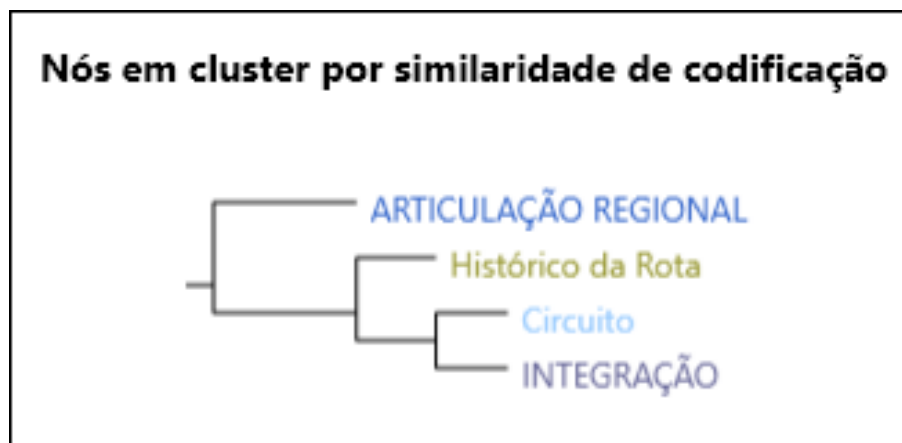 Nós em cluster por similaridade de codificação
ARTICULAÇÃO REGIONAL
Histórico da Rota
Circuito
INTEGRAÇÃO